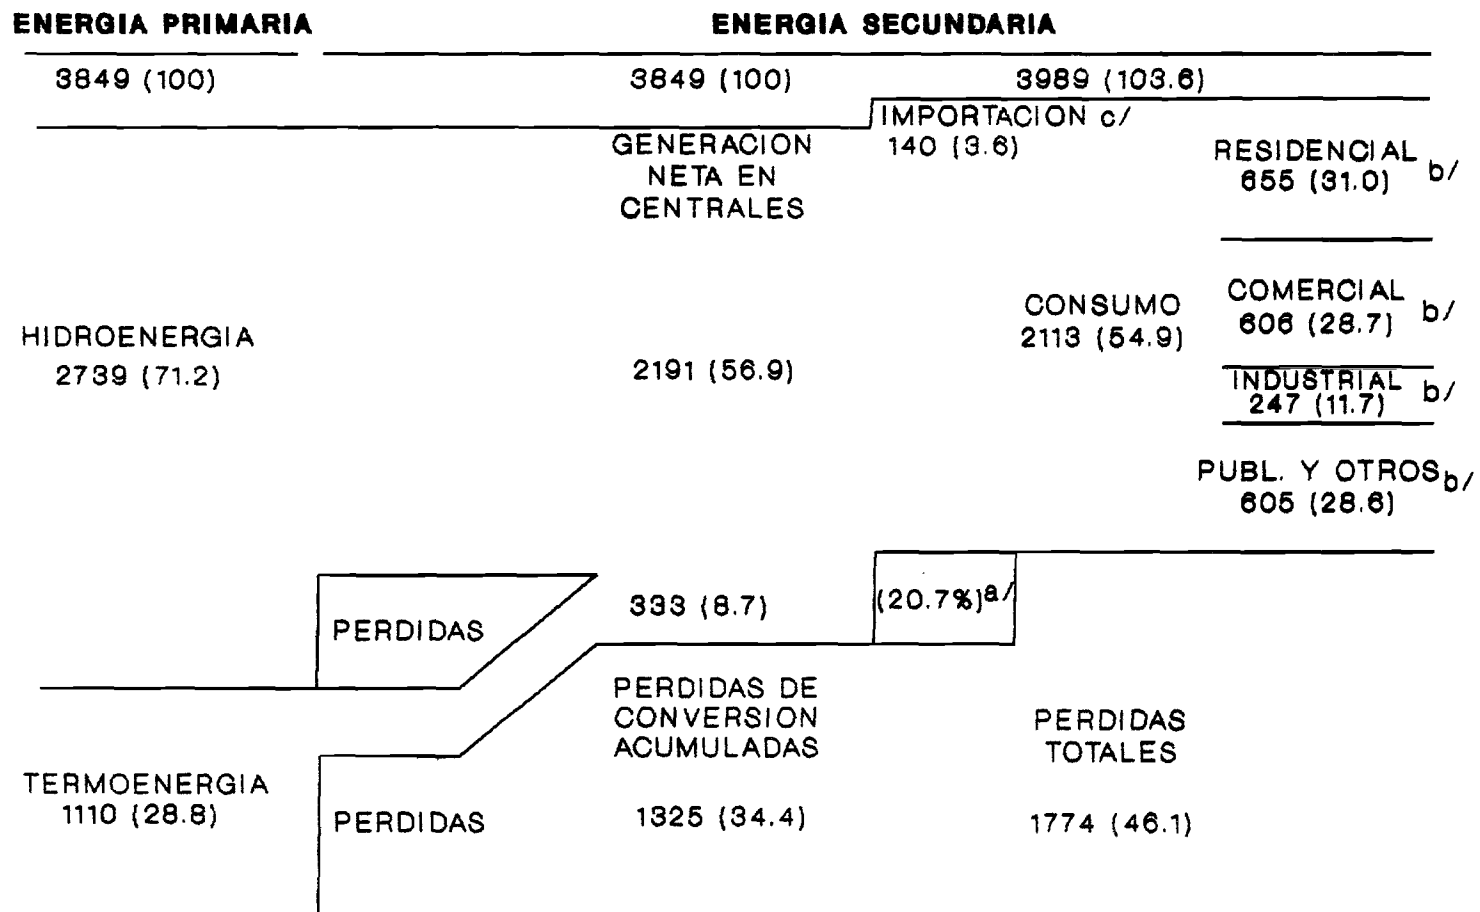 ENERGIA PRIMARIA
ENERGIA SECUNDARIA
3849 (100)
3849 (100)
3989 (103.6)
IMPORTACION c/
140 (3.6)
GENERACION
NETA EN
CENTRALES
RESIDENCIAL b/
655 (31.0)
HIDROENERGIA
2739 (71.2)
2191 (56.9)
CONSUMO
2113 (54.9)
COMERCIAL b/
606 (28.7)
INDUSTRIAL b/
247 (11.7)
PUBL. Y OTROS b/
605 (28.6)
PERDIDAS
333 (8.7)
(20.7%) a/
TERMOENERGIA
1110 (28.8)
PERDIDAS
PERDIDAS DE
CONVERSION
ACUMULADAS
1325 (34.4)
PERDIDAS
TOTALES
1774 (46.1)